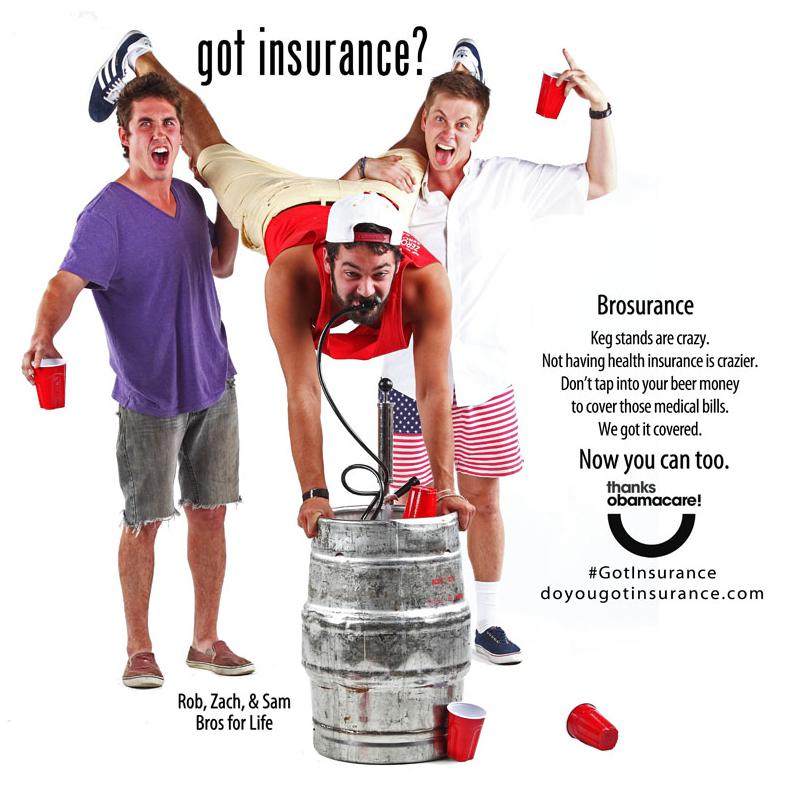 got insurance?
Brosurance
Keg stands are crazy.
Not having health insurance is crazier.
Don't tap into your beer money
to cover those medical bills.
We got it covered.
Now you can too.
thanks
obamacare!
#GotInsurance
doyougotinsurance.com
Rob, Zach, & Sam
Bros for Life